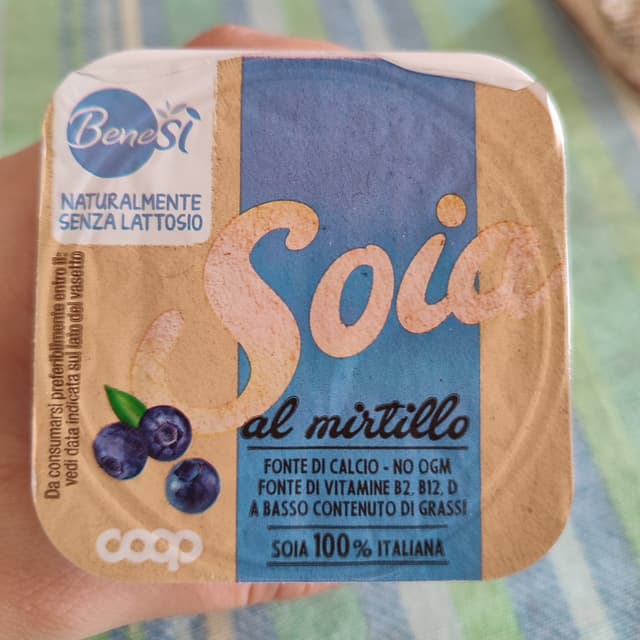 BeneSì
NATURALMENTE
SENZA LATTOSIO
Da consumarsi preferibilmente entro il:
vedi data indicata sul lato del vasetto
Soia
al mirtillo
FONTE DI CALCIO - NO OGM
FONTE DI VITAMINE B2, B12, D
A BASSO CONTENUTO DI GRASSI
SOIA 100% ITALIANA
coop